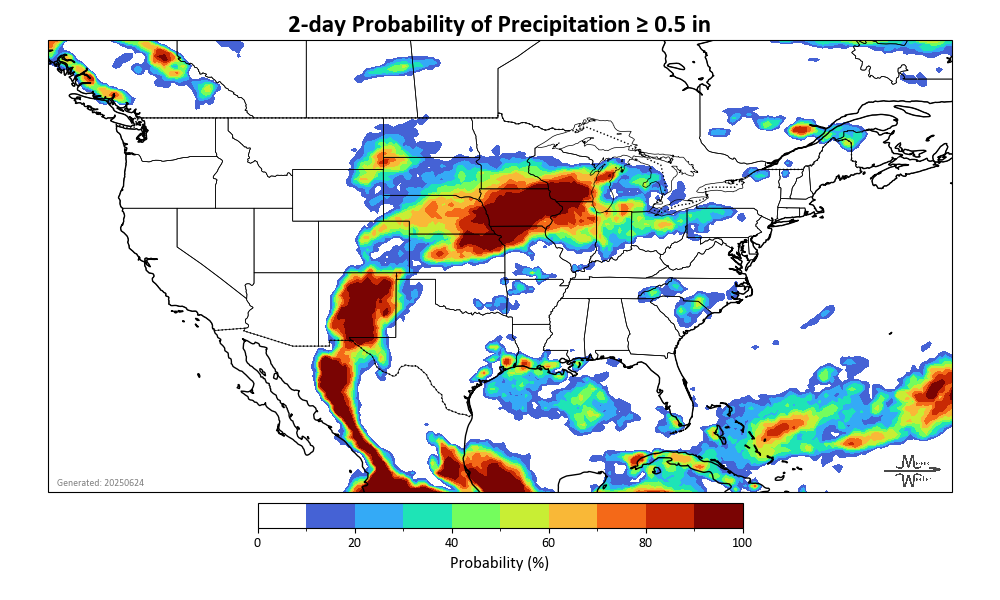 2-day Probability of Precipitation ≥ 0.5 in
Generated: 20250624
0 20 40 60 80 100
Probability (%)